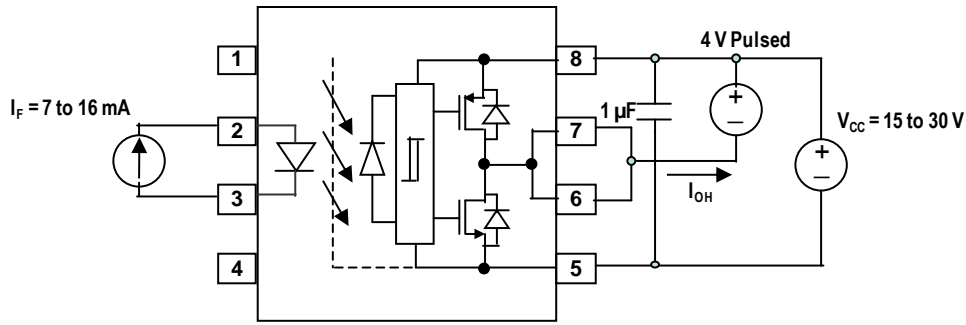 4 V Pulsed
1
8
I_F = 7 to 16 mA
1 µF
+
–
2
7
V_CC = 15 to 30 V
+
–
3
6
I_OH
4
5